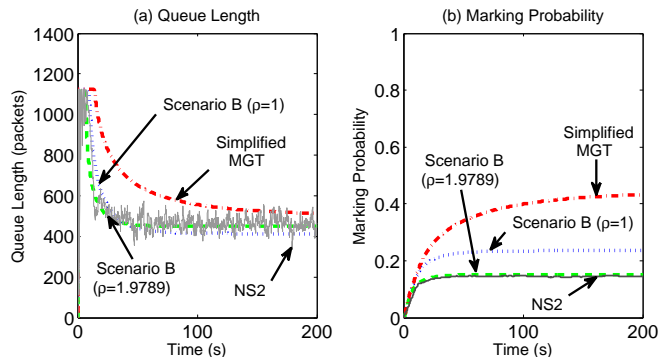 (a) Queue Length
1400
1200
1000
800
600
400
200
0
0
100
200
Queue Length (packets)
Time (s)
Scenario B (ρ=1)
Simplified
MGT
Scenario B
(ρ=1.9789)
NS2
(b) Marking Probability
1
0.8
0.6
0.4
0.2
0
0
100
200
Marking Probability
Time (s)
Simplified
MGT
Scenario B
(ρ=1.9789)
Scenario B (ρ=1)
NS2